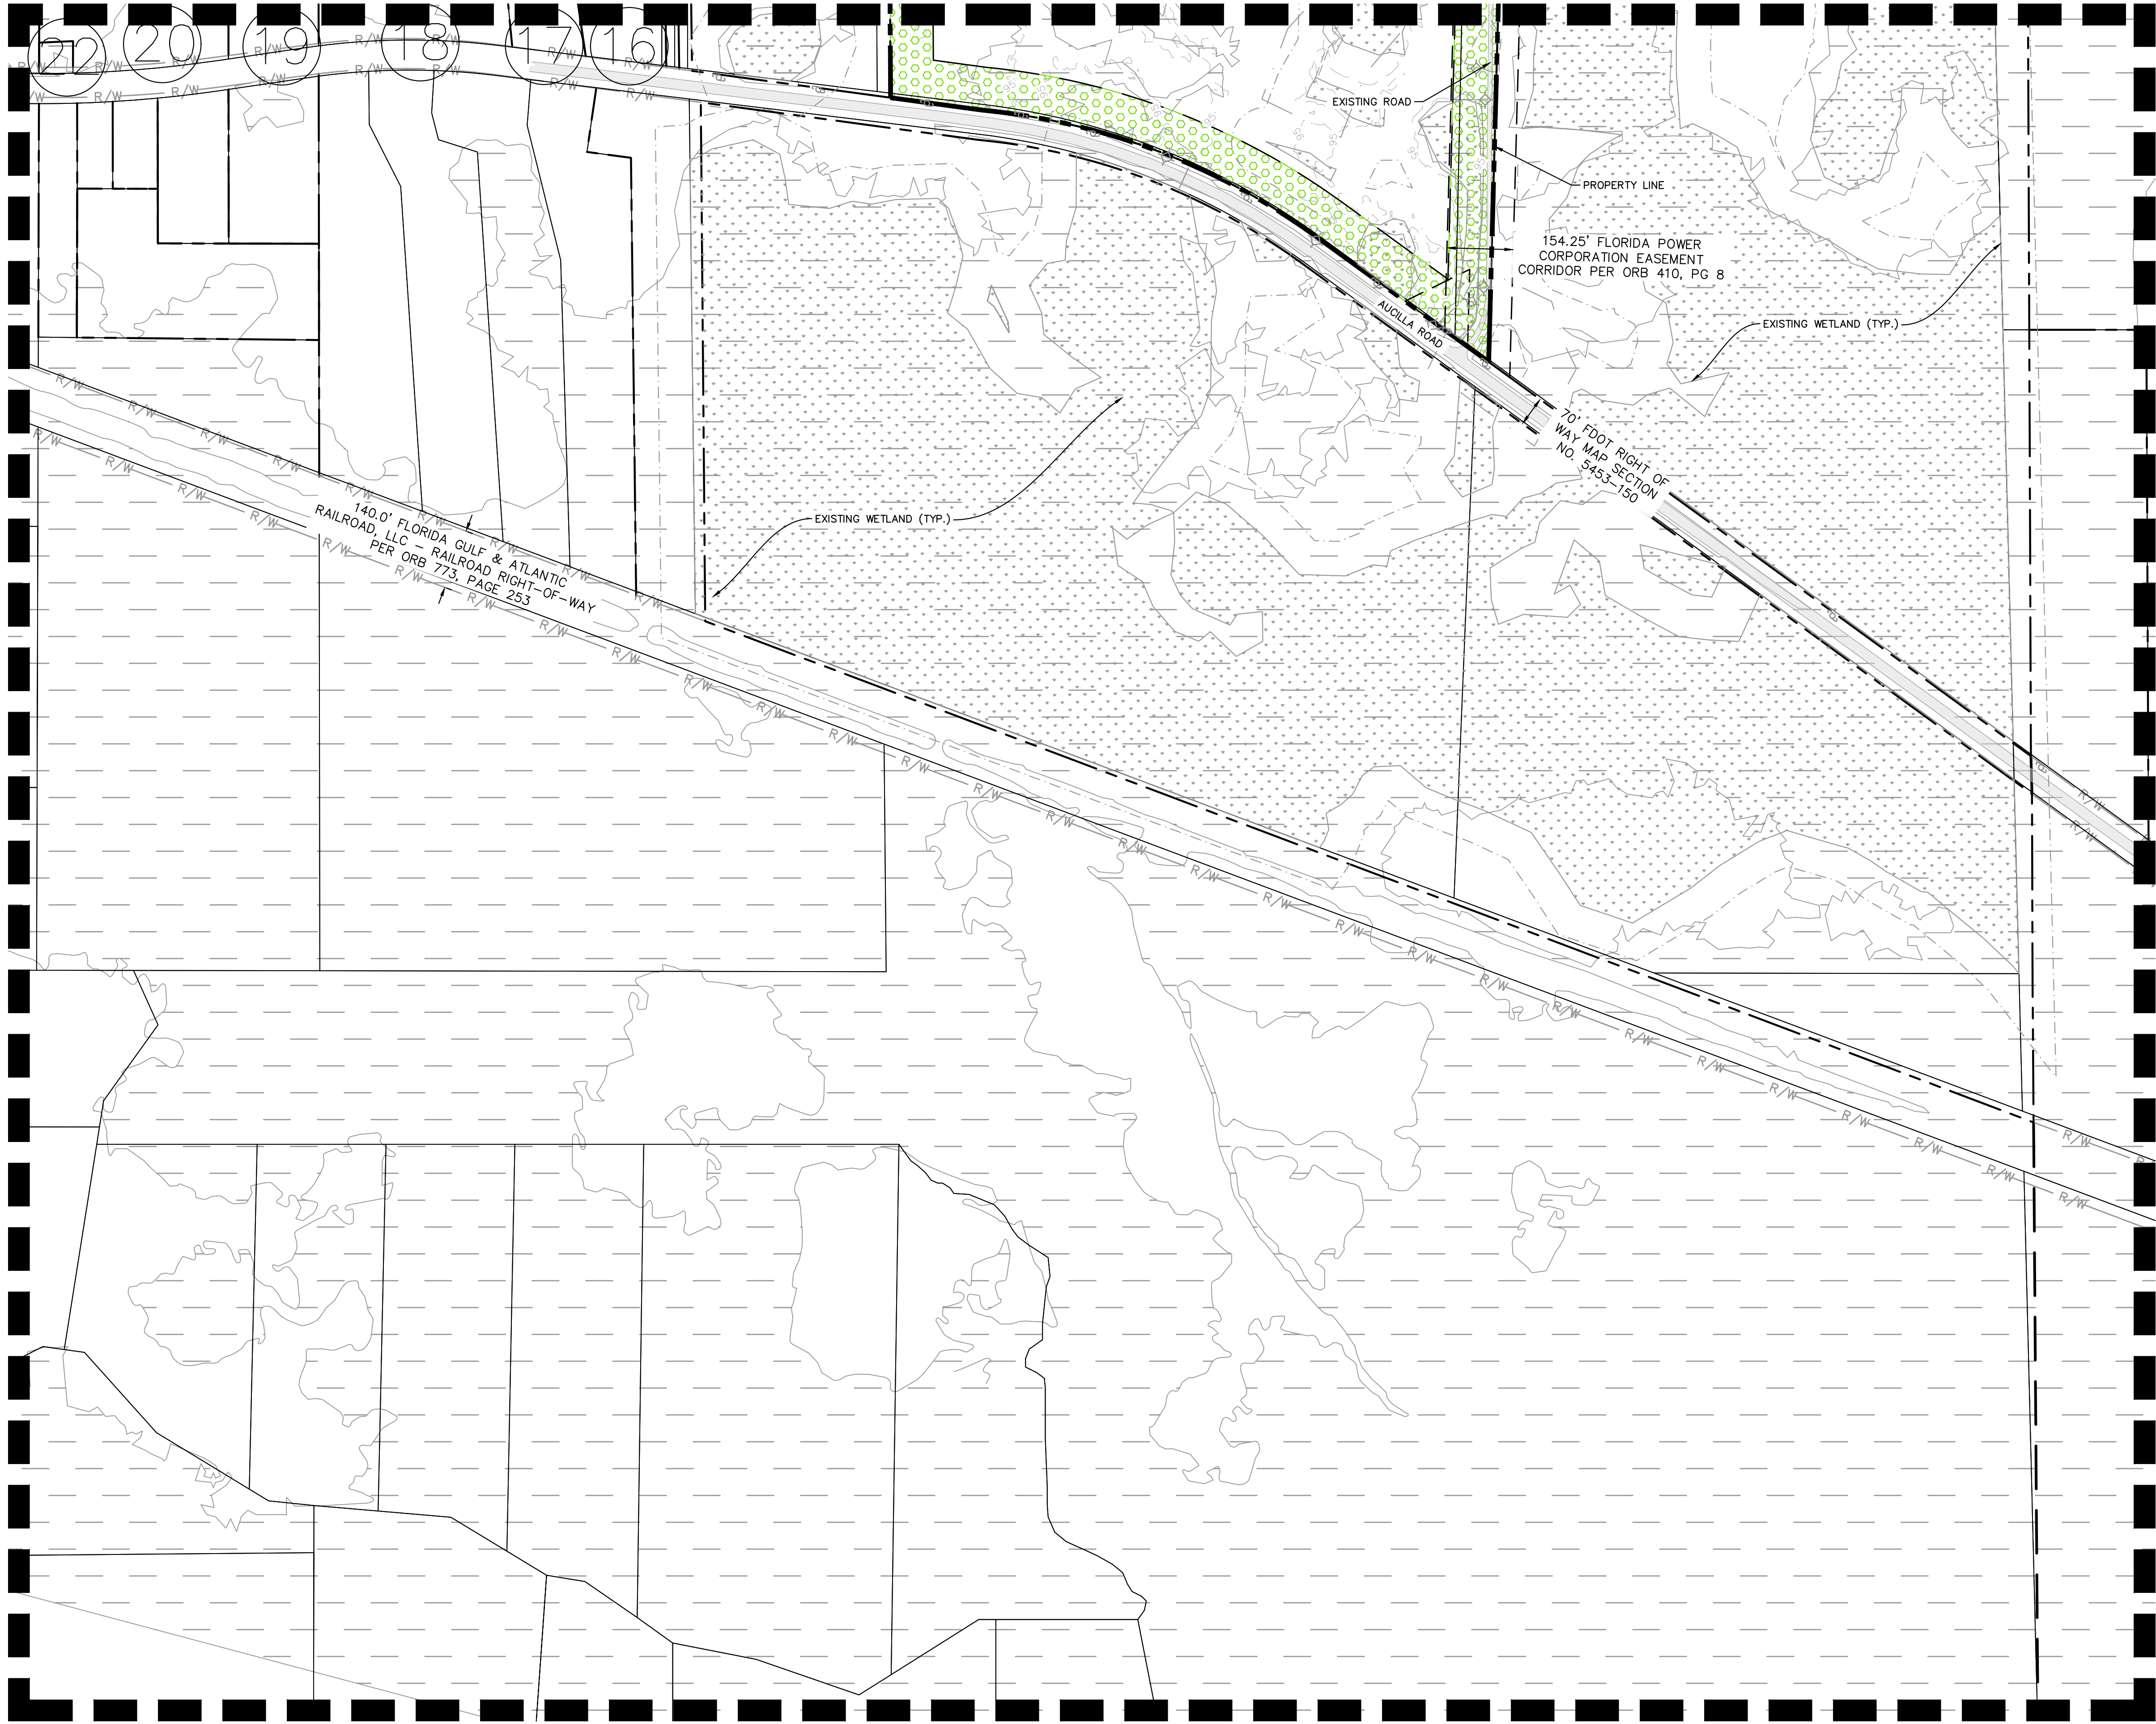 22
20
19
18
17
16
EXISTING ROAD
PROPERTY LINE
154.25' FLORIDA POWER
CORPORATION EASEMENT
CORRIDOR PER ORB 410, PG 8
AUCILLA ROAD
EXISTING WETLAND (TYP.)
70' FDOT RIGHT OF
WAY MAP SECTION
NO. 5453-150
EXISTING WETLAND (TYP.)
140.0' FLORIDA GULF & ATLANTIC
RAILROAD, LLC - RAILROAD RIGHT-OF-WAY
PER ORB 773, PAGE 253
R/W
R/W
R/W
R/W
R/W
R/W
R/W
R/W
R/W
R/W
R/W
R/W